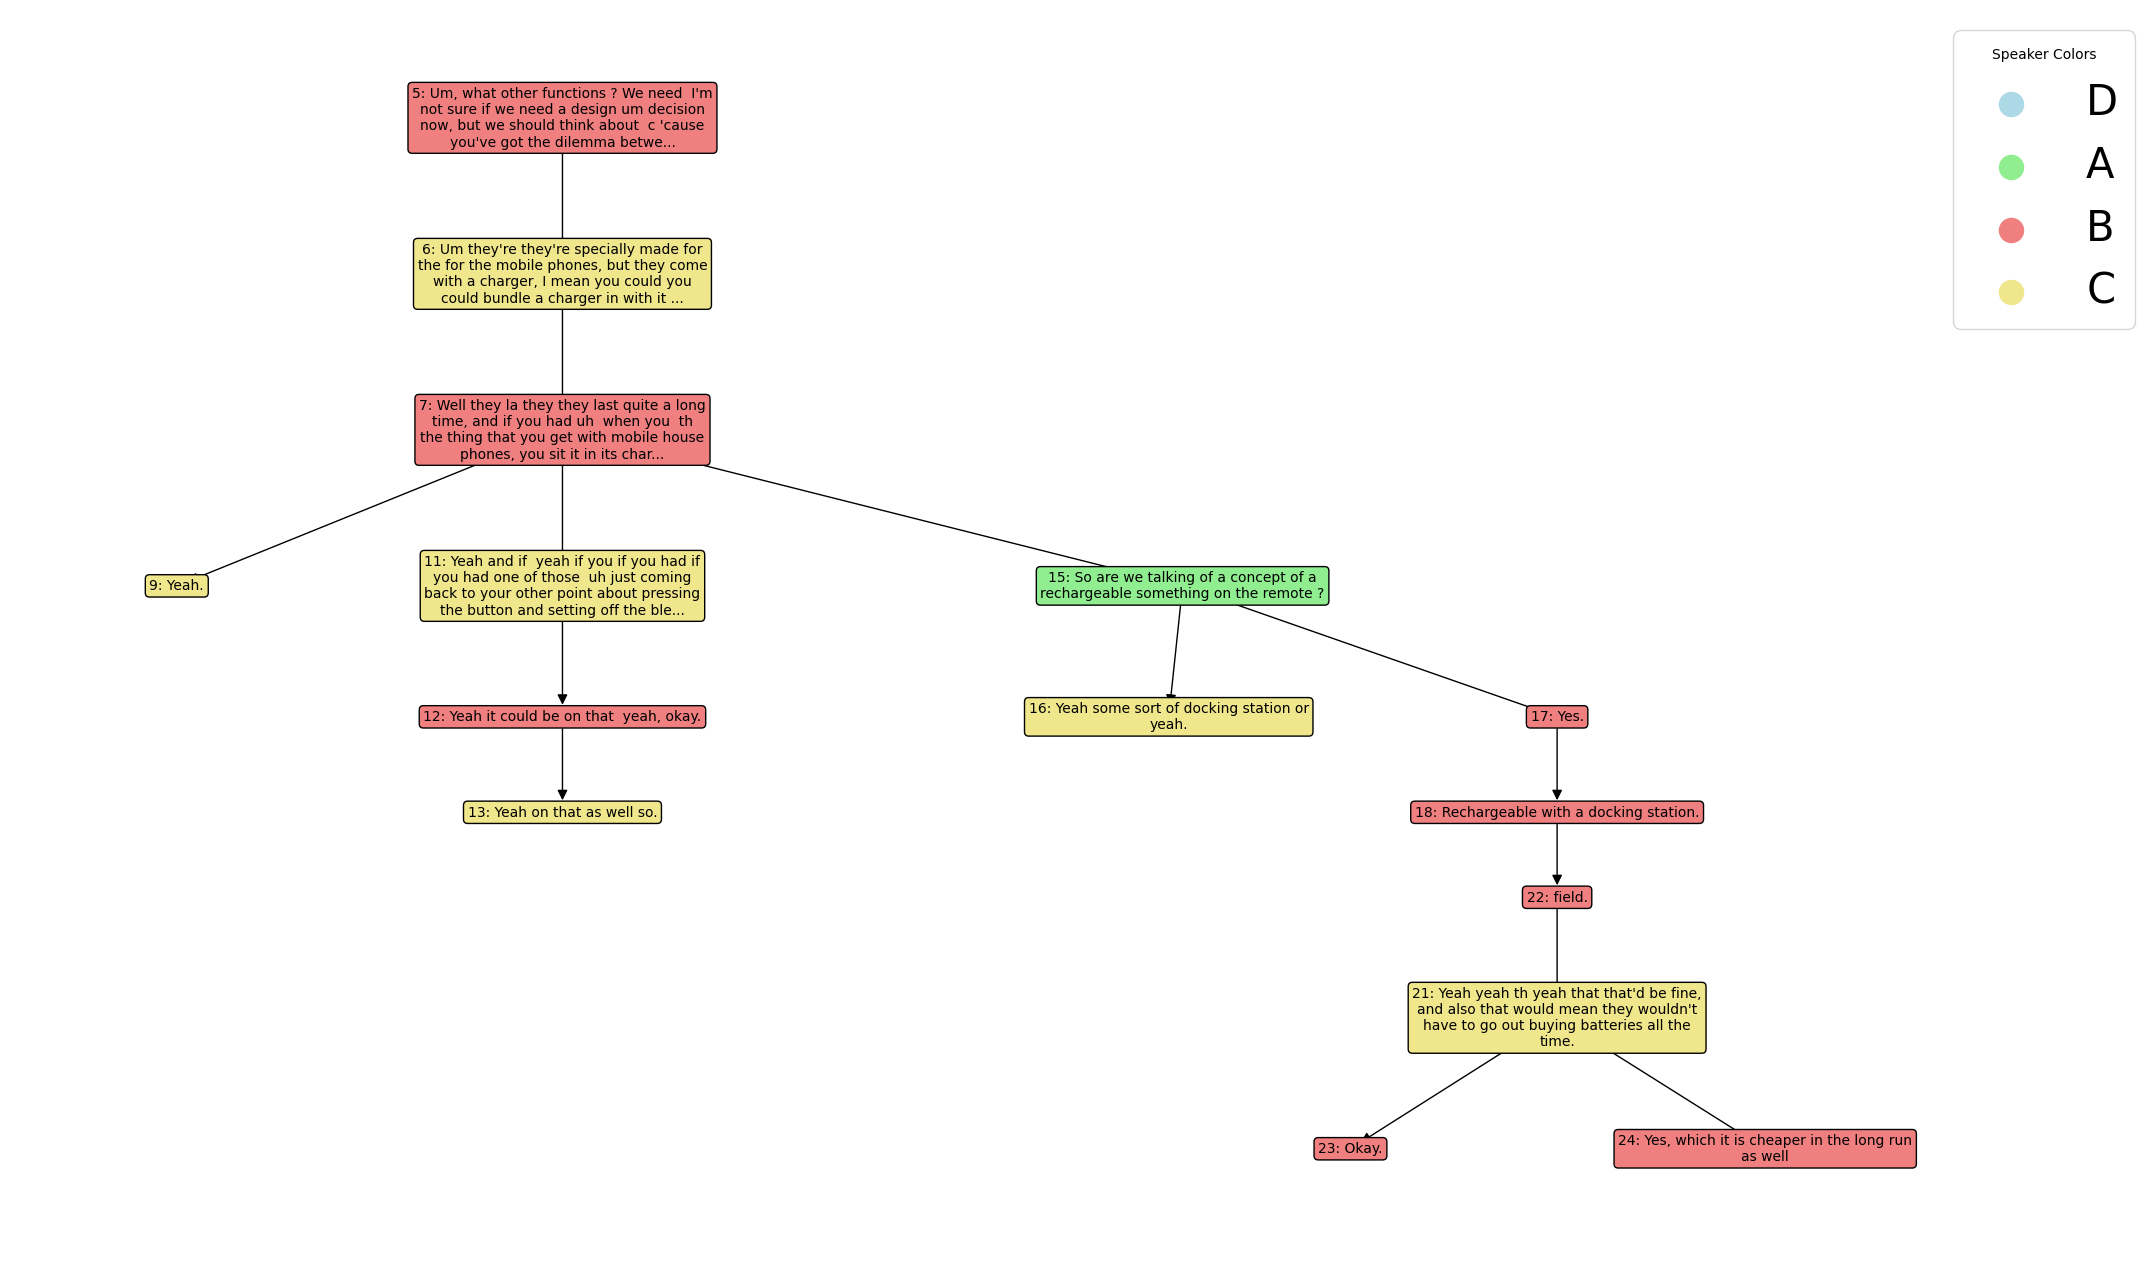 Speaker Colors
D
A
B
C
5: Um, what other functions ? We need  I'm
not sure if we need a design um decision
now, but we should think about  c 'cause
you've got the dilemma betwe...
6: Um they're they're specially made for
the for the mobile phones, but they come
with a charger, I mean you could you
could bundle a charger in with it ...
7: Well they la they they last quite a long
time, and if you had uh  when you  th
the thing that you get with mobile house
phones, you sit it in its char...
9: Yeah.
11: Yeah and if  yeah if you if you had if
you had one of those  uh just coming
back to your other point about pressing
the button and setting off the ble...
15: So are we talking of a concept of a
rechargeable something on the remote ?
12: Yeah it could be on that  yeah, okay.
16: Yeah some sort of docking station or
yeah.
17: Yes.
13: Yeah on that as well so.
18: Rechargeable with a docking station.
22: field.
21: Yeah yeah th yeah that that'd be fine,
and also that would mean they wouldn't
have to go out buying batteries all the
time.
23: Okay.
24: Yes, which it is cheaper in the long run
as well